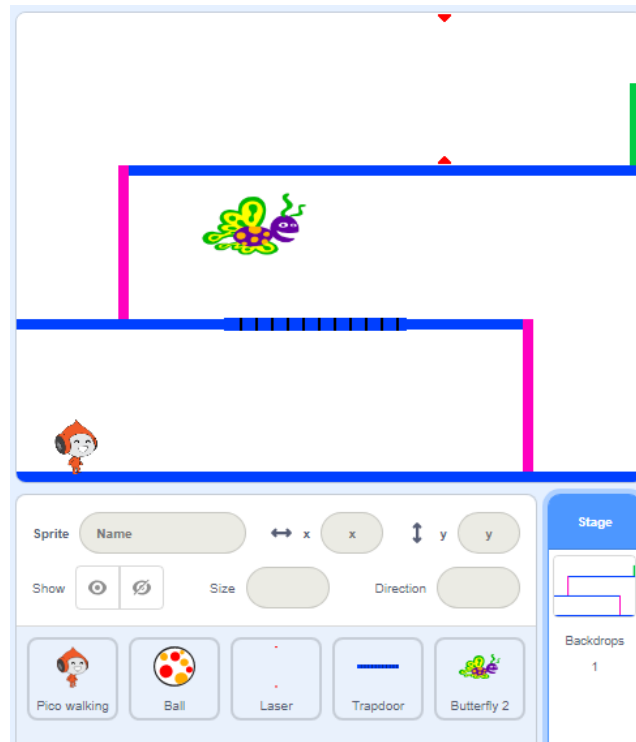 Sprite Name x x y y
Stage
Show Size Direction
Backdrops
1
Pico walking Ball Laser Trapdoor Butterfly 2